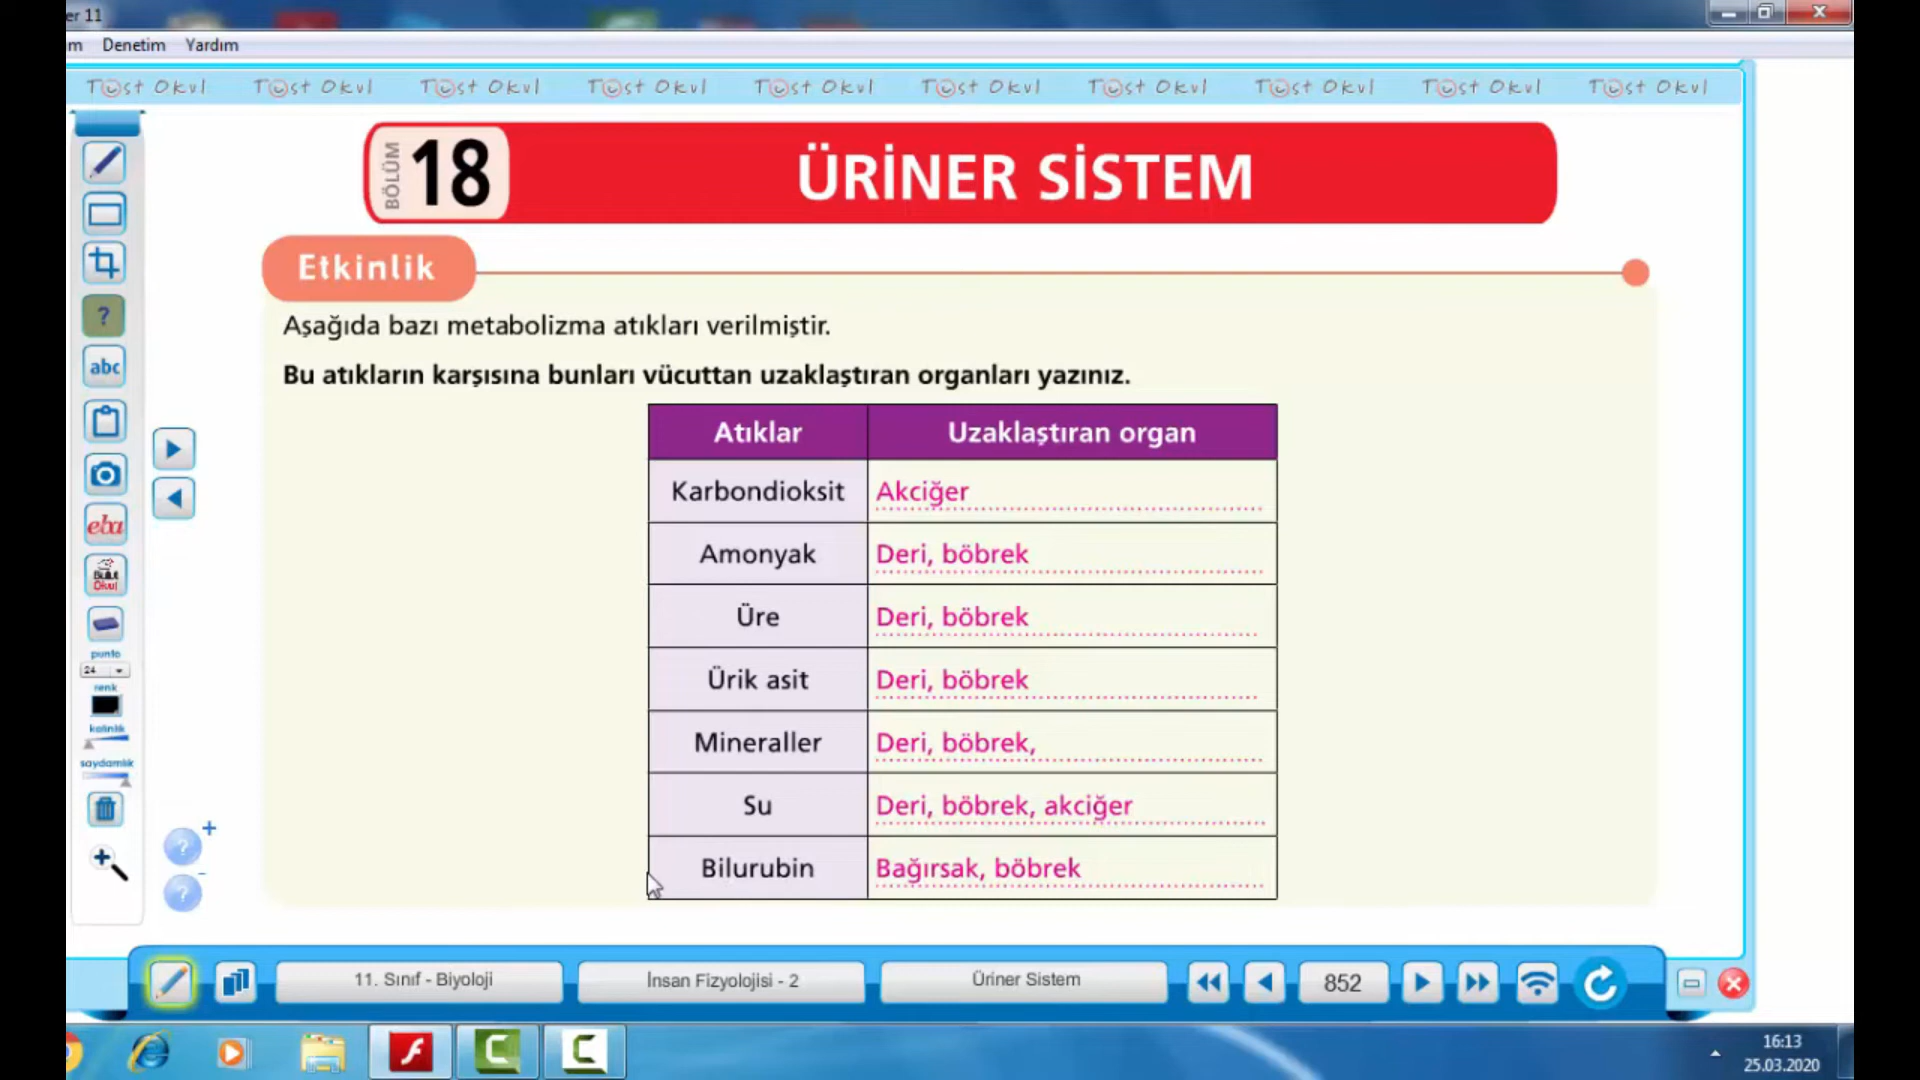 er 11
m Denetim Yardım
Test Okul Test Okul Test Okul Test Okul Test Okul Test Okul Test Okul Test Okul Test Okul Test Okul
BÖLÜM 18 ÜRİNER SİSTEM
Etkinlik
Aşağıda bazı metabolizma atıkları verilmiştir.
Bu atıkların karşısına bunları vücuttan uzaklaştıran organları yazınız.
Atıklar Uzaklaştıran organ
Karbondioksit Akciğer
Amonyak Deri, böbrek
Üre Deri, böbrek
Ürik asit Deri, böbrek
Mineraller Deri, böbrek,
Su Deri, böbrek, akciğer
Bilurubin Bağırsak, böbrek
?
abc
eba
Bulut
Okul
punto
24
renk
kalınlık
saydamlık
?
?
11. Sınıf - Biyoloji İnsan Fizyolojisi - 2 Üriner Sistem 852
16:13
25.03.2020